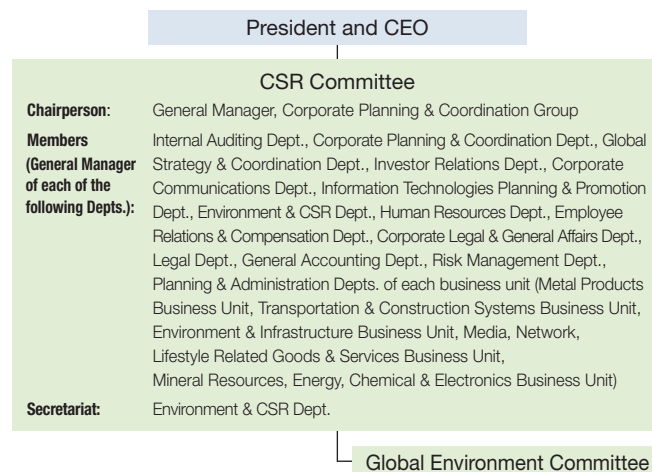 President and CEO
CSR Committee
Chairperson: General Manager, Corporate Planning & Coordination Group
Members Internal Auditing Dept., Corporate Planning & Coordination Dept., Global
(General Manager Strategy & Coordination Dept., Investor Relations Dept., Corporate
of each of the Communications Dept., Information Technologies Planning & Promotion
following Depts.): Dept., Environment & CSR Dept., Human Resources Dept., Employee
Relations & Compensation Dept., Corporate Legal & General Affairs Dept.,
Legal Dept., General Accounting Dept., Risk Management Dept.,
Planning & Administration Depts. of each business unit (Metal Products
Business Unit, Transportation & Construction Systems Business Unit,
Environment & Infrastructure Business Unit, Media, Network,
Lifestyle Related Goods & Services Business Unit,
Mineral Resources, Energy, Chemical & Electronics Business Unit)
Secretariat: Environment & CSR Dept.
Global Environment Committee